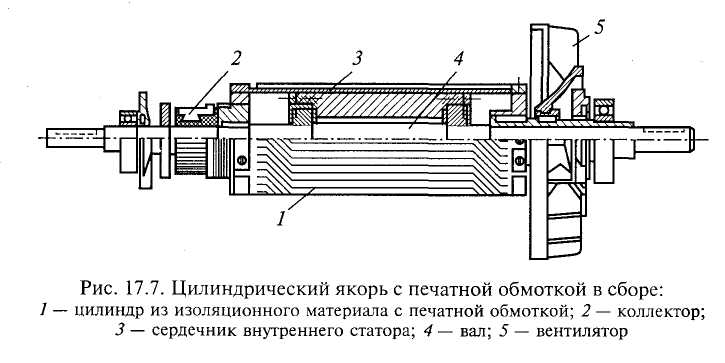 5
2
3
4
1
Рис. 17.7. Цилиндрический якорь с печатной обмоткой в сборе:
1 — цилиндр из изоляционного материала с печатной обмоткой; 2 — коллектор;
3 — сердечник внутреннего статора; 4 — вал; 5 — вентилятор